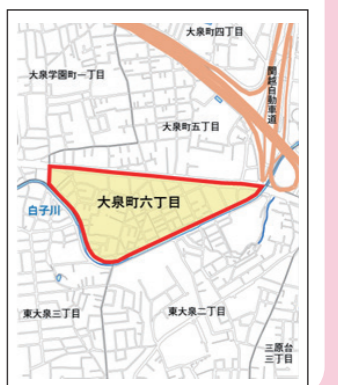 大泉町四丁目
大泉学園町一丁目
関越自動車道
大泉町五丁目
大泉町六丁目
白子川
東大泉三丁目
東大泉二丁目
三原台
三丁目